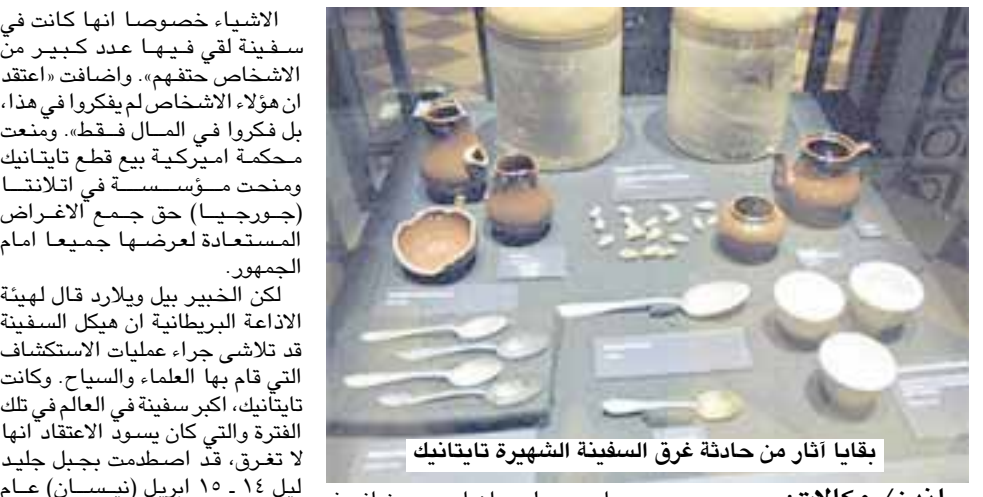 الاشياء خصوصا انها كانت في
سفينة لقي فيها عدد كبير من
الاشخاص حتفهم». واضافت «اعتقد
ان هؤلاء الاشخاص لم يفكروا في هذا،
بل فكروا في المال فقط». ومنعت
محكمة اميركية بيع قطع تايتانيك
ومنحت مؤسسة في اتلانتا
(جورجيا) حق جمع الاغراض
المستعادة لعرضها جميعا امام
الجمهور.
لكن الخبير بيل ويلارد قال لهيئة
الاذاعة البريطانية ان هيكل السفينة
قد تلاشى جراء عمليات الاستكشاف
التي قام بها العلماء والسياح. وكانت
تايتانيك، اكبر سفينة في العالم في تلك
الفترة والتي كان يسود الاعتقاد انها
لا تغرق، قد اصطدمت بجبل جليد
ليل ١٤ ـ ١٥ ابريل (نيسان) عام
بقايا آثار من حادثة غرق السفينة الشهيرة تايتانيك